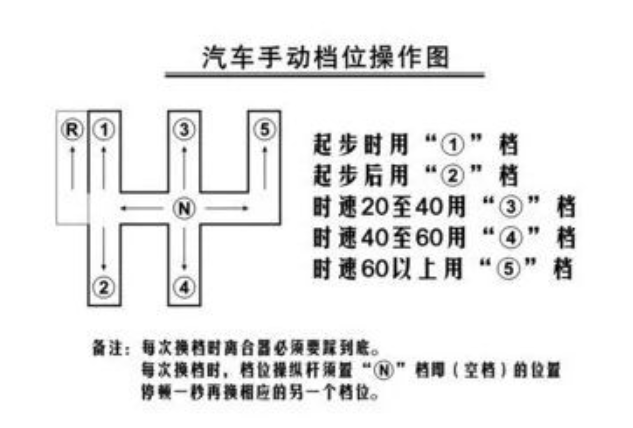 汽车手动档位操作图
R 1 3 5
N
2 4
起步时用“①”档
起步后用“②”档
时速20至40用“③”档
时速40至60用“④”档
时速60以上用“⑤”档
备注：每次换档时离合器必须要踩到底。
每次换档时，档位操纵杆须置“Ⓝ”档即（空档）的位置
停顿一秒再换相应的另一个档位。